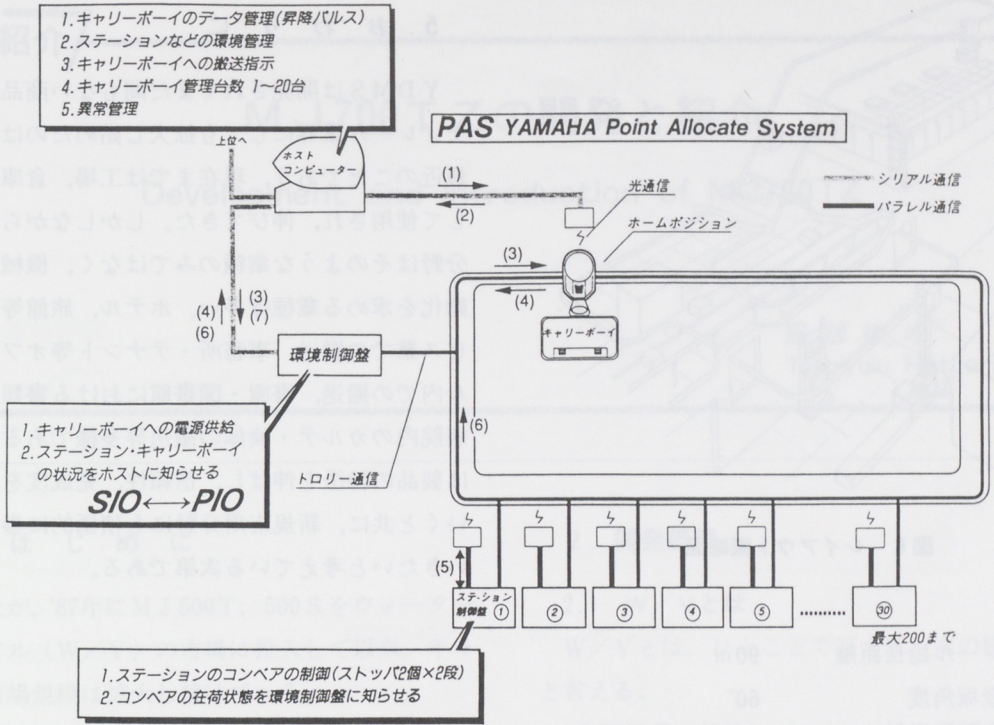 1.キャリーボーイのデータ管理(昇降パルス)
2.ステーションなどの環境管理
3.キャリーボーイへの搬送指示
4.キャリーボーイ管理台数 1~20台
5.異常管理
PAS YAMAHA Point Allocate System
上位へ
ホスト
コンピューター
(1)
(2)
光通信
シリアル通信
パラレル通信
ホームポジション
(3)
(4)
キャリーボーイ
(4)
(6)
(3)
(7)
環境制御盤
(6)
1.キャリーボーイへの電源供給
2.ステーション・キャリーボーイ
の状況をホストに知らせる
SIO←→PIO
トロリー通信
(5)
ステーション
制御盤 ①
②
③
④
⑤
………
㉚
最大200まで
1.ステーションのコンベアの制御(ストッパ2個×2段)
2.コンベアの在荷状態を環境制御盤に知らせる